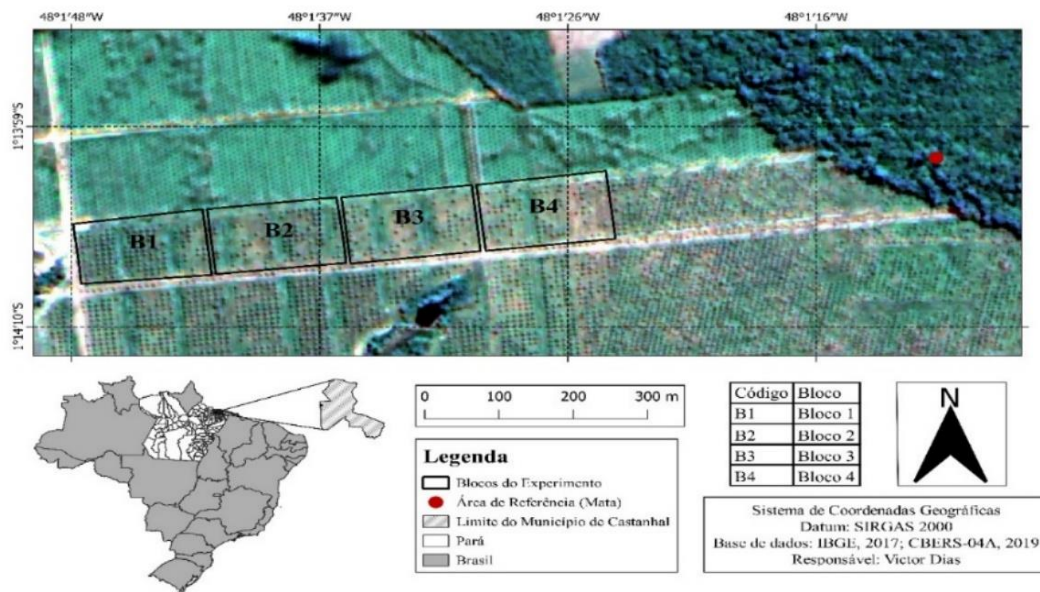 48°1'48"W 48°1'37"W 48°1'26"W 48°1'16"W
1°13'59"S
B1 B2 B3 B4
1°14'10"S
0 100 200 300 m
Legenda
Blocos do Experimento
Área de Referência (Mata)
Limite do Município de Castanhal
Pará
Brasil
Código Bloco
B1 Bloco 1
B2 Bloco 2
B3 Bloco 3
B4 Bloco 4
N
Sistema de Coordenadas Geográficas
Datum: SIRGAS 2000
Base de dados: IBGE, 2017; CBERS-04A, 2019
Responsável: Victor Dias